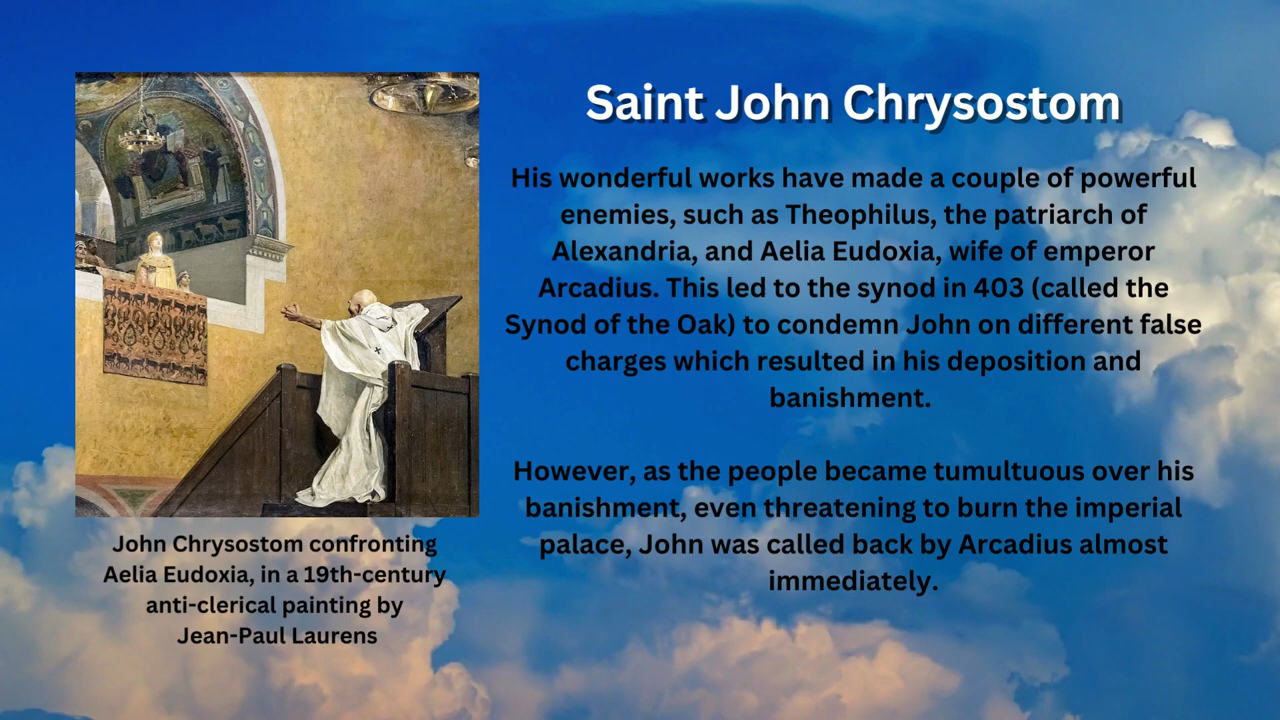 Saint John Chrysostom
His wonderful works have made a couple of powerful
enemies, such as Theophilus, the patriarch of
Alexandria, and Aelia Eudoxia, wife of emperor
Arcadius. This led to the synod in 403 (called the
Synod of the Oak) to condemn John on different false
charges which resulted in his deposition and
banishment.
However, as the people became tumultuous over his
banishment, even threatening to burn the imperial
palace, John was called back by Arcadius almost
immediately.
John Chrysostom confronting
Aelia Eudoxia, in a 19th-century
anti-clerical painting by
Jean-Paul Laurens